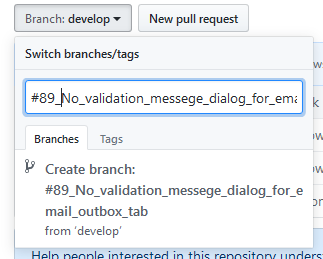 Branch: develop
New pull request
Switch branches/tags
#89_No_validation_messege_dialog_for_ema
Branches
Tags
Create branch:
#89_No_validation_messege_dialog_for_e
mail_outbox_tab
from 'develop'
Help people interested in this repository unders